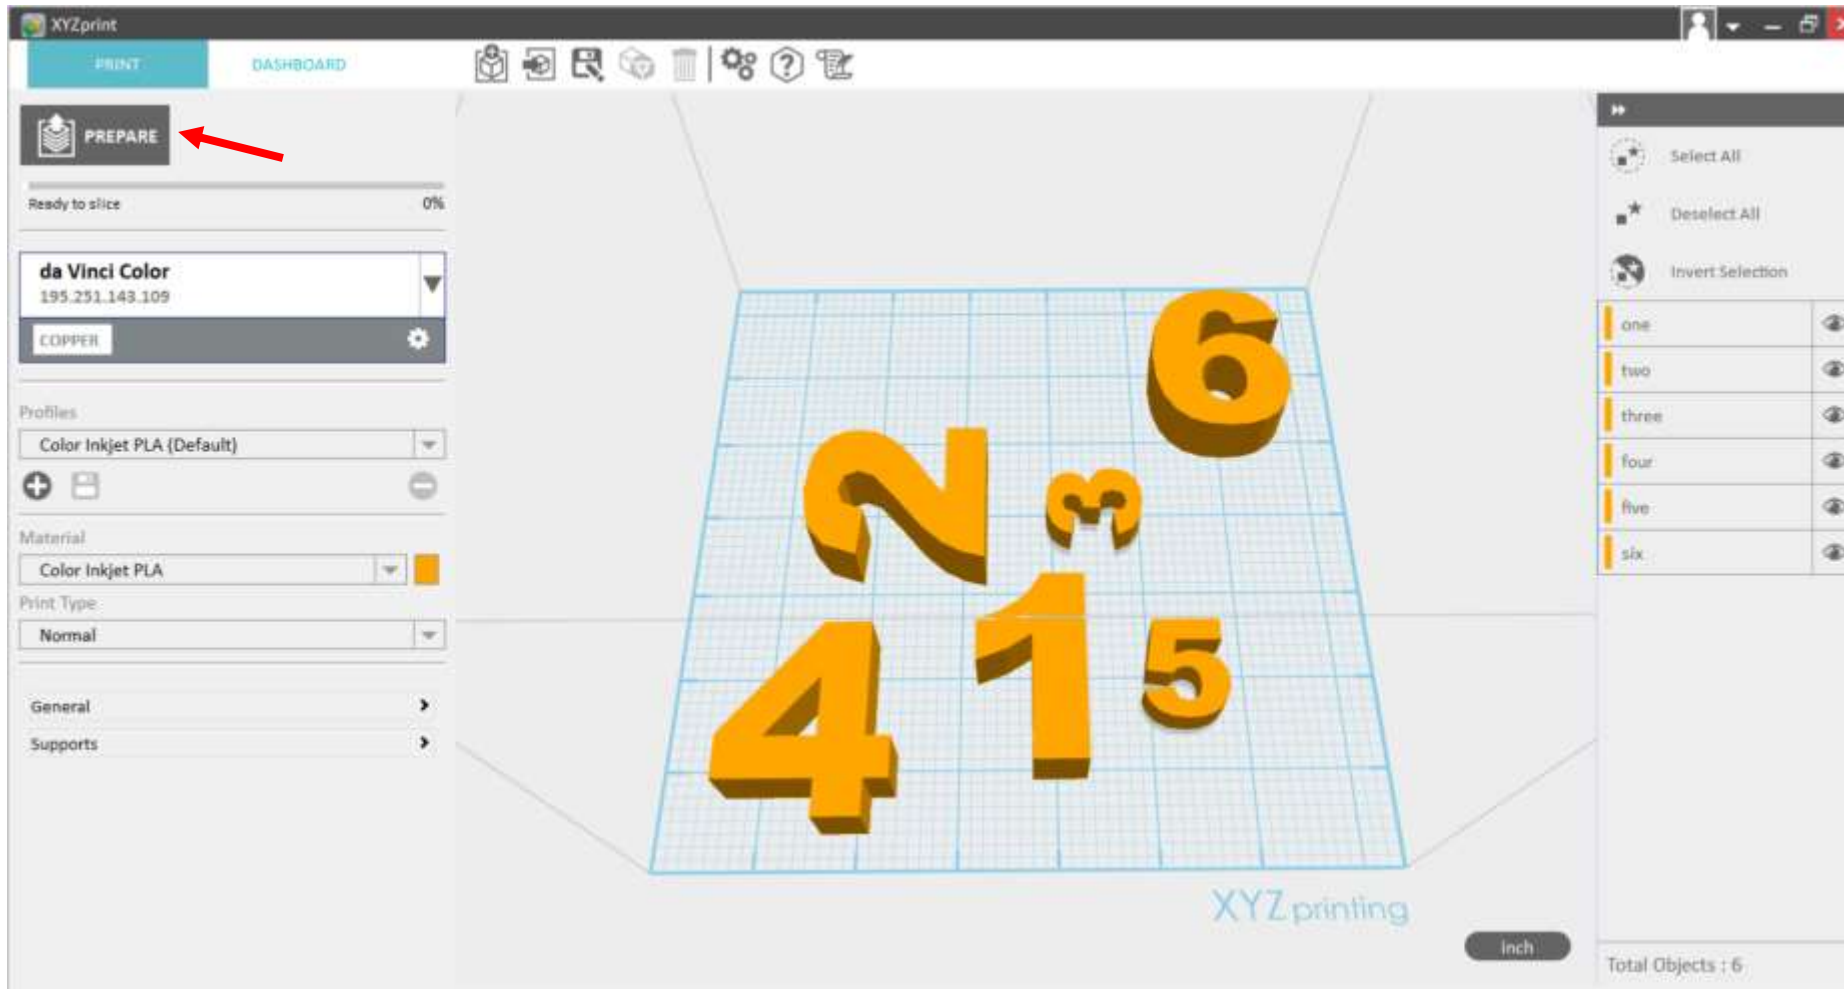 XYZprint
PRINT
DASHBOARD
PREPARE
Ready to slice
0%
da Vinci Color
195.251.143.109
COPPER
Profiles
Color Inkjet PLA (Default)
Material
Color Inkjet PLA
Print Type
Normal
General
Supports
6
2
3
1
4
5
XYZprinting
inch
Select All
Deselect All
Invert Selection
one
two
three
four
five
six
Total Objects : 6